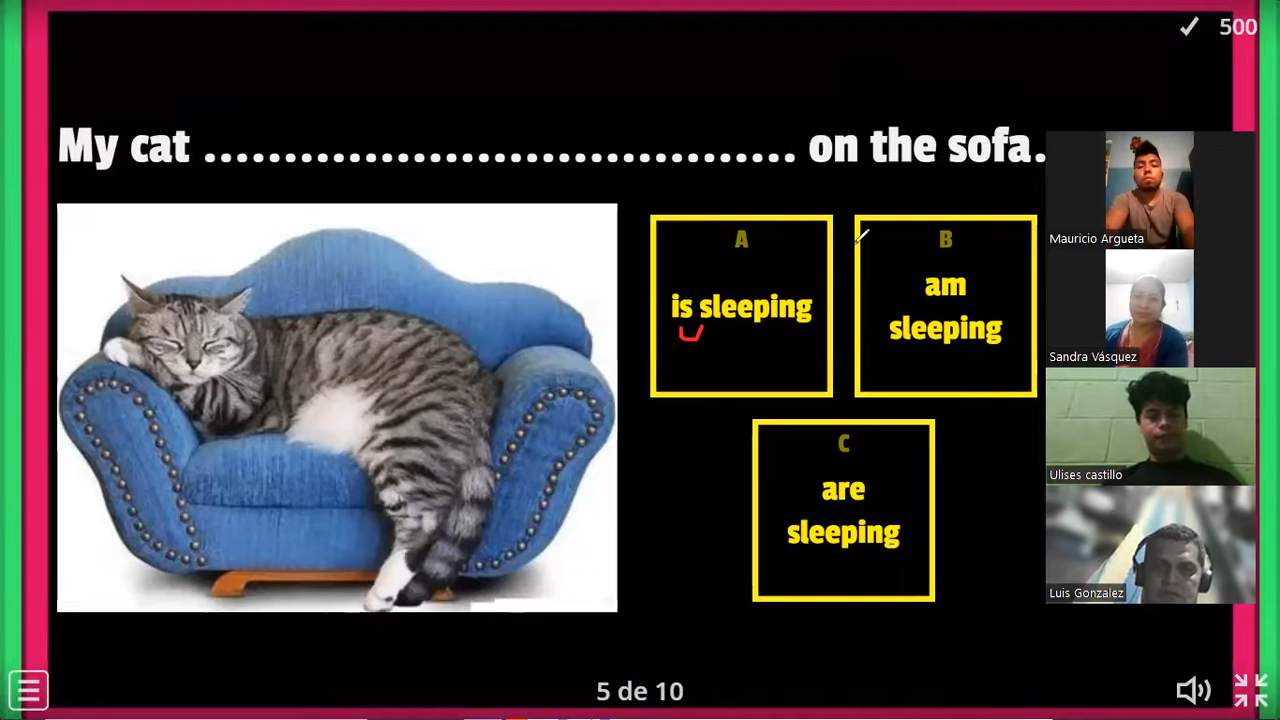 500
My cat ..................................... on the sofa.
A
is sleeping
B
am
sleeping
C
are
sleeping
Mauricio Argueta
Sandra Vásquez
Ulises castillo
Luis Gonzalez
5 de 10